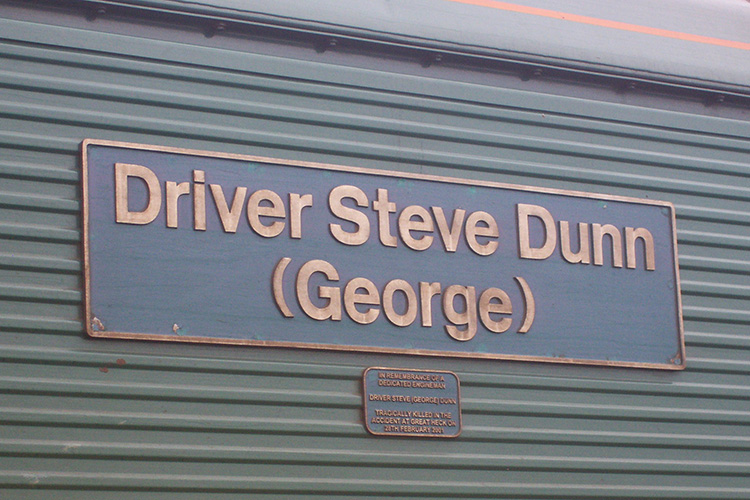 Driver Steve Dunn
(George)
IN REMEMBRANCE OF A
DEDICATED ENGINEMAN
DRIVER STEVE (GEORGE) DUNN
TRAGICALLY KILLED IN THE
ACCIDENT AT GREAT HECK ON
28TH FEBRUARY 2001